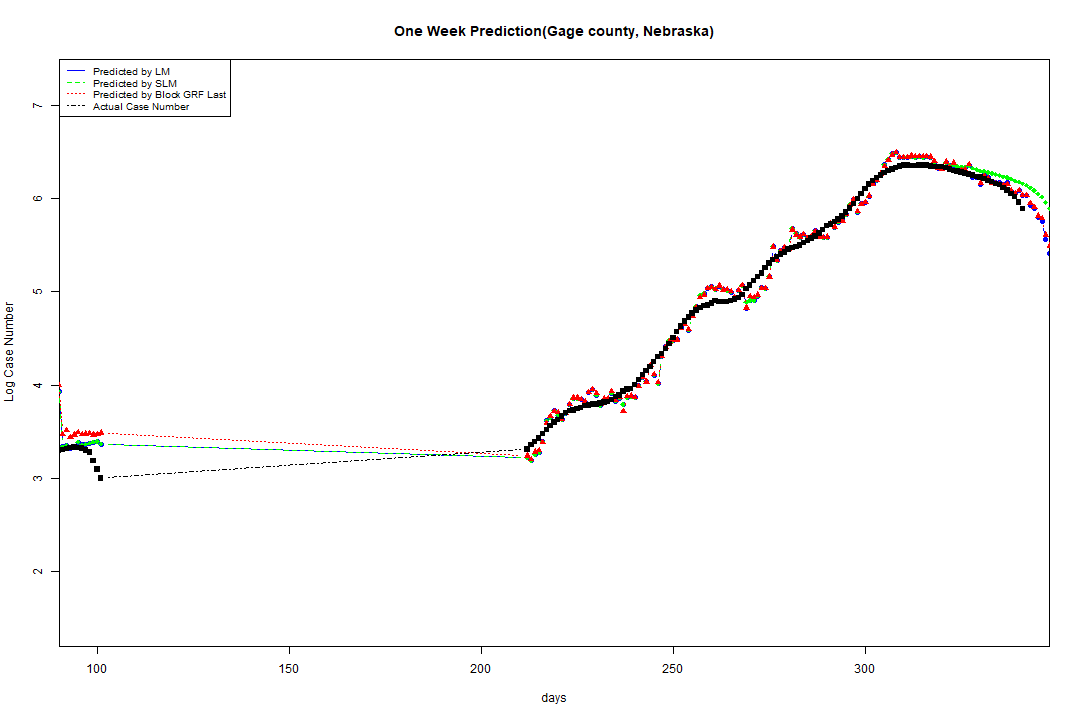 One Week Prediction(Gage county, Nebraska)
Predicted by LM
Predicted by SLM
Predicted by Block GRF Last
Actual Case Number
7
6
5
4
3
2
Log Case Number
100 150 200 250 300
days